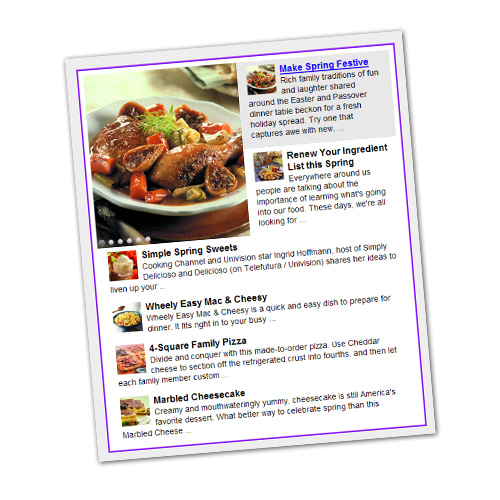 Make Spring Festive
Rich family traditions of fun
and laughter shared
around the Easter and Passover
dinner table beckon for a fresh
holiday spread. Try one that
captures awe with new, ...
Renew Your Ingredient
List this Spring
Everywhere around us
people are talking about the
importance of learning what's going
into our food. These days, we're all
looking for ...
Simple Spring Sweets
Cooking Channel and Univision star Ingrid Hoffmann, host of Simply
Delicioso and Delicioso (on Telefutura / Univision) shares her ideas to
liven up your ...
Wheely Easy Mac & Cheesy
Wheely Easy Mac & Cheesy is a quick and easy dish to prepare for
dinner. It fits right in to your busy ...
4-Square Family Pizza
Divide and conquer with this made-to-order pizza. Use Cheddar
cheese to section off the refrigerated crust into fourths, and then let
each family member custom ...
Marbled Cheesecake
Creamy and mouthwateringly yummy, cheesecake is still America's
favorite dessert. What better way to celebrate spring than this
Marbled Cheese ...